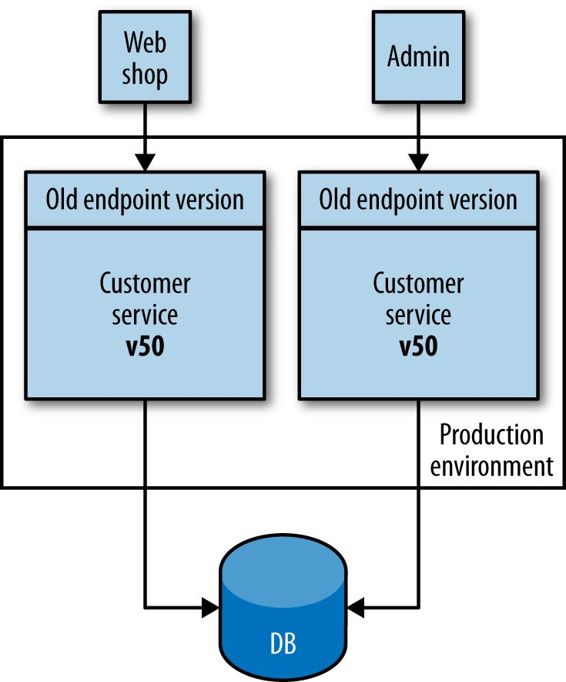 Web
shop
Admin
Old endpoint version
Old endpoint version
Customer
service
v50
Customer
service
v50
Production
environment
DB